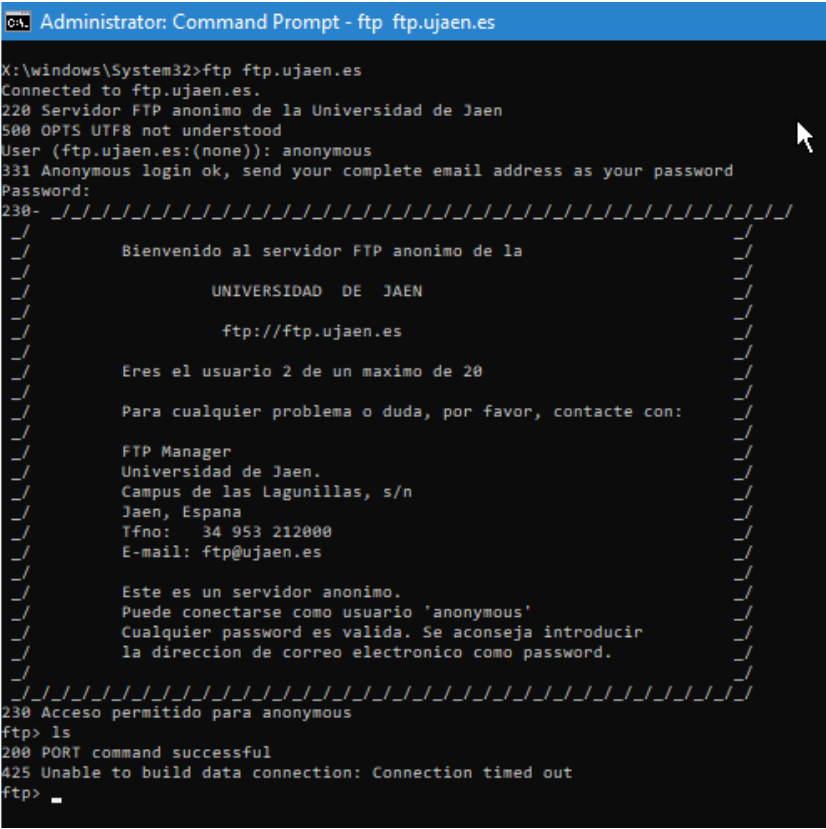 Administrator: Command Prompt - ftp  ftp.ujaen.es
X:\windows\System32>ftp ftp.ujaen.es
Connected to ftp.ujaen.es.
220 Servidor FTP anonimo de la Universidad de Jaen
500 OPTS UTF8 not understood
User (ftp.ujaen.es:(none)): anonymous
331 Anonymous login ok, send your complete email address as your password
Password:
230- _/_/_/_/_/_/_/_/_/_/_/_/_/_/_/_/_/_/_/_/_/_/_/_/_/_/_/_/_/_/_/_/_/_/_/_/_/
 _/                                                                      _/
 _/         Bienvenido al servidor FTP anonimo de la                     _/
 _/                                                                      _/
 _/                  UNIVERSIDAD  DE  JAEN                               _/
 _/                                                                      _/
 _/                   ftp://ftp.ujaen.es                                 _/
 _/                                                                      _/
 _/         Eres el usuario 2 de un maximo de 20                         _/
 _/                                                                      _/
 _/         Para cualquier problema o duda, por favor, contacte con:     _/
 _/                                                                      _/
 _/         FTP Manager                                                  _/
 _/         Universidad de Jaen.                                         _/
 _/         Campus de las Lagunillas, s/n                                _/
 _/         Jaen, Espana                                                 _/
 _/         Tfno:   34 953 212000                                        _/
 _/         E-mail: ftp@ujaen.es                                         _/
 _/                                                                      _/
 _/         Este es un servidor anonimo.                                 _/
 _/         Puede conectarse como usuario 'anonymous'                    _/
 _/         Cualquier password es valida. Se aconseja introducir         _/
 _/         la direccion de correo electronico como password.            _/
 _/                                                                      _/
 _/_/_/_/_/_/_/_/_/_/_/_/_/_/_/_/_/_/_/_/_/_/_/_/_/_/_/_/_/_/_/_/_/_/_/_/_/
230 Acceso permitido para anonymous
ftp> ls
200 PORT command successful
425 Unable to build data connection: Connection timed out
ftp>